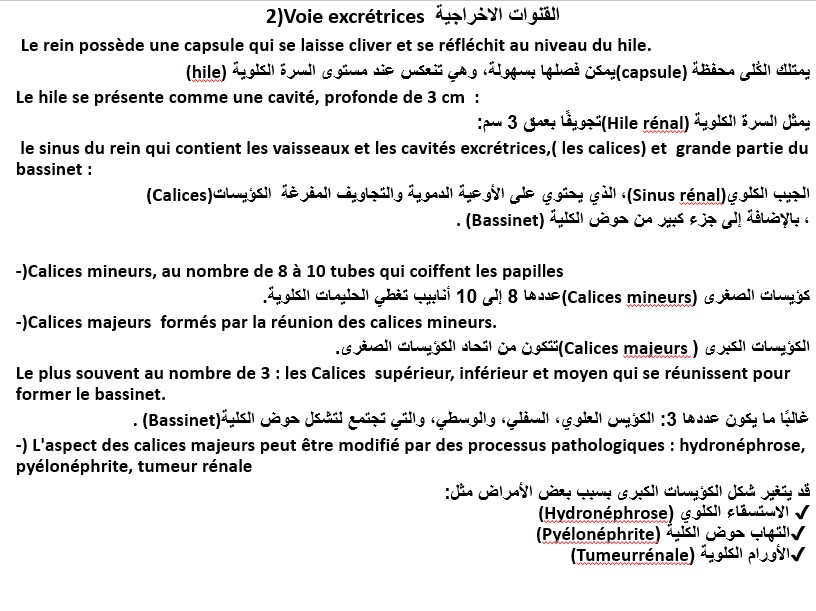 2)Voie excrétrices القنوات الاخراجية
Le rein possède une capsule qui se laisse cliver et se réfléchit au niveau du hile.
يمتلك الكُلى محفظة (capsule)يمكن فصلها بسهولة، وهي تنعكس عند مستوى السرة الكلوية (hile)
Le hile se présente comme une cavité, profonde de 3 cm :
يمثل السرة الكلوية (Hile rénal)تجويفًا بعمق 3 سم:
le sinus du rein qui contient les vaisseaux et les cavités excrétrices,( les calices) et grande partie du
bassinet :
الجيب الكلوي(Sinus rénal)، الذي يحتوي على الأوعية الدموية والتجاويف المفرغة الكؤيسات(Calices)
، بالإضافة إلى جزء كبير من حوض الكلية (Bassinet) .
-)Calices mineurs, au nombre de 8 à 10 tubes qui coiffent les papilles
كؤيسات الصغرى (Calices mineurs)عددها 8 إلى 10 أنابيب تغطي الحليمات الكلوية.
-)Calices majeurs formés par la réunion des calices mineurs.
الكؤيسات الكبرى ( Calices majeurs)تتكون من اتحاد الكؤيسات الصغرى.
Le plus souvent au nombre de 3 : les Calices supérieur, inférieur et moyen qui se réunissent pour
former le bassinet.
غالبًا ما يكون عددها 3: الكؤيس العلوي، السفلي، والوسطي، والتي تجتمع لتشكل حوض الكلية(Bassinet) .
-) L'aspect des calices majeurs peut être modifié par des processus pathologiques : hydronéphrose,
pyélonéphrite, tumeur rénale
قد يتغير شكل الكؤيسات الكبرى بسبب بعض الأمراض مثل:
✓ الاستسقاء الكلوي (Hydronéphrose)
✓التهاب حوض الكلية (Pyélonéphrite)
✓الأورام الكلوية (Tumeurrénale)